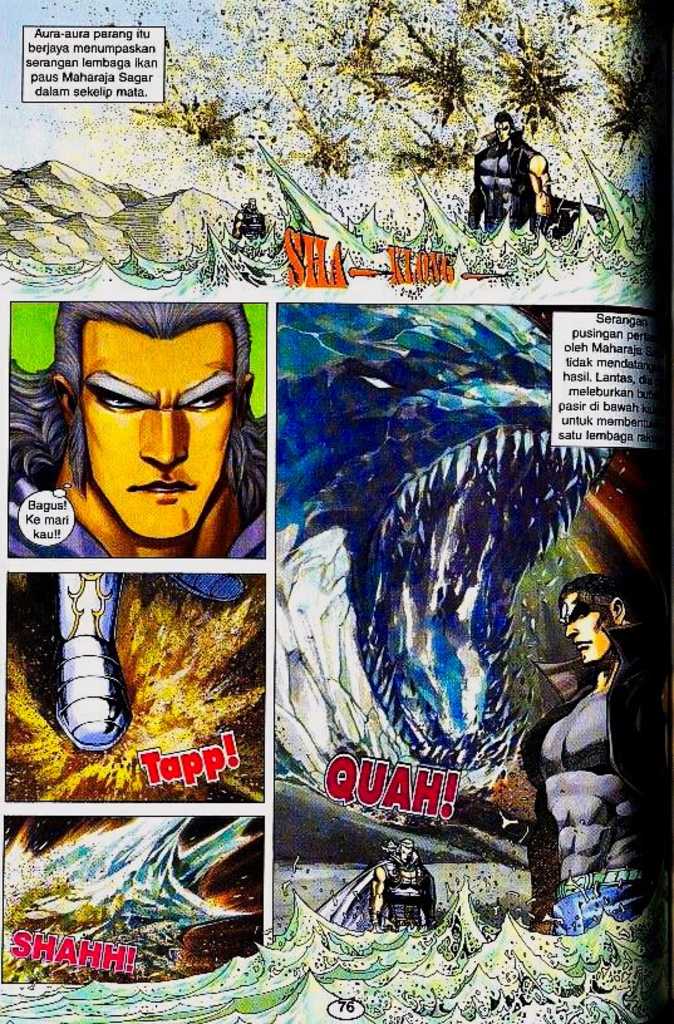 Aura-aura parang itu
berjaya menumpaskan
serangan lembaga ikan
paus Maharaja Sagar
dalam sekelip mata.
SHA — KLONG —
Bagus!
Ke mari
kau!!
Serangan
pusingan
oleh Maharaja
tidak mendatang
hasil. Lantas,
meleburkan
pasir di bawah
untuk membentu
satu lembaga
Tapp!
QUAH!
SHAHH!
76